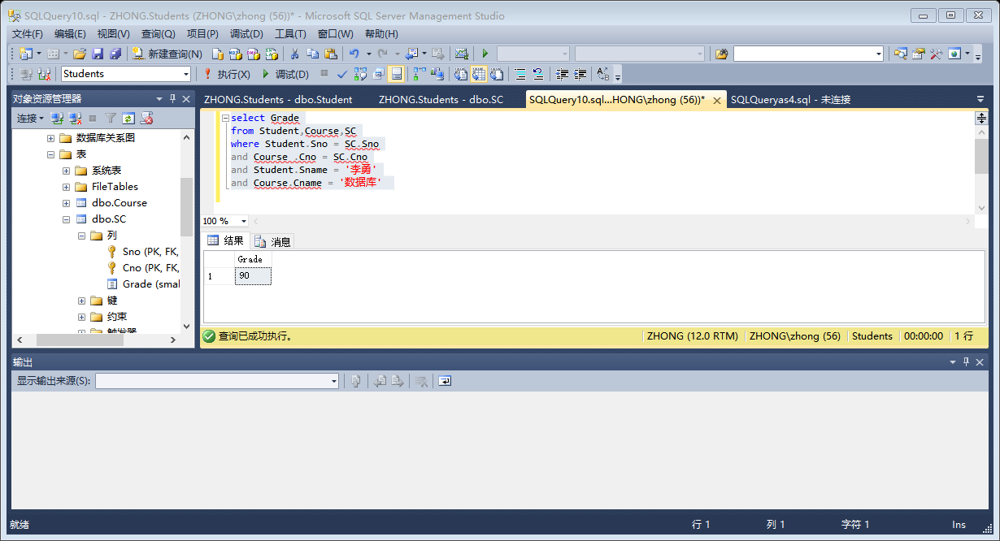 SQLQuery10.sql - ZHONG.Students (ZHONG\zhong (56))* - Microsoft SQL Server Management Studio
文件(F) 编辑(E) 视图(V) 查询(Q) 项目(P) 调试(D) 工具(T) 窗口(W) 帮助(H)
新建查询(N)
Students 执行(X) 调试(D)
对象资源管理器
连接
数据库关系图
表
系统表
FileTables
dbo.Course
dbo.SC
列
Sno (PK, FK,
Cno (PK, FK,
Grade (smal
键
约束
触发器
ZHONG.Students - dbo.Student ZHONG.Students - dbo.SC SQLQuery10.sql...HONG\zhong (56))* SQLQueryas4.sql - 未连接
select Grade
from Student,Course,SC
where Student.Sno = SC.Sno
and Course .Cno = SC.Cno
and Student.Sname = '李勇'
and Course.Cname = '数据库'
100 %
结果 消息
Grade
1 90
查询已成功执行。 ZHONG (12.0 RTM) ZHONG\zhong (56) Students 00:00:00 1 行
输出
显示输出来源(S):
就绪 行 1 列 1 字符 1 Ins